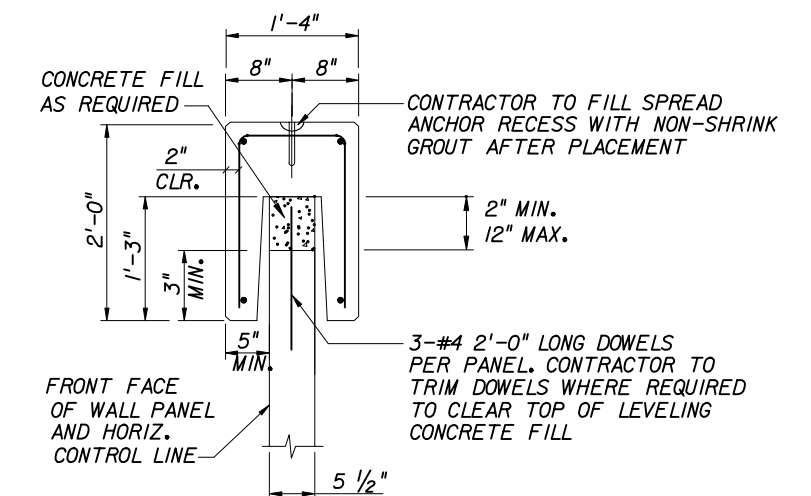 1'-4"
8" 8"
CONCRETE FILL
AS REQUIRED
CONTRACTOR TO FILL SPREAD
ANCHOR RECESS WITH NON-SHRINK
GROUT AFTER PLACEMENT
2"
CLR.
2'-0"
1'-3"
3"
MIN.
2" MIN.
12" MAX.
5"
MIN.
3-#4 2'-0" LONG DOWELS
PER PANEL. CONTRACTOR TO
TRIM DOWELS WHERE REQUIRED
TO CLEAR TOP OF LEVELING
CONCRETE FILL
FRONT FACE
OF WALL PANEL
AND HORIZ.
CONTROL LINE
5 1/2"